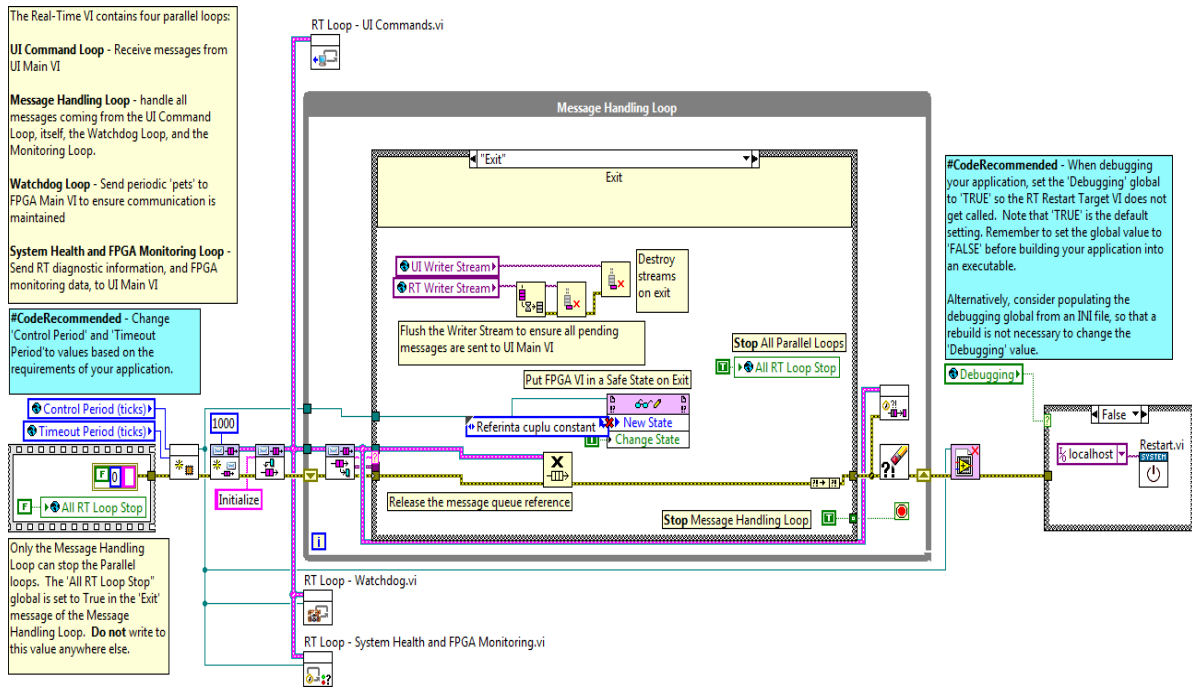 The Real-Time VI contains four parallel loops:
UI Command Loop - Receive messages from
UI Main VI
Message Handling Loop - handle all
messages coming from the UI Command
Loop, itself, the Watchdog Loop, and the
Monitoring Loop.
Watchdog Loop - Send periodic 'pets' to
FPGA Main VI to ensure communication is
maintained
System Health and FPGA Monitoring Loop -
Send RT diagnostic information, and FPGA
monitoring data, to UI Main VI
#CodeRecommended - Change
'Control Period' and 'Timeout
Period'to values based on the
requirements of your application.
Control Period (ticks)
Timeout Period (ticks)
1000
F
0
F
All RT Loop Stop
Initialize
Only the Message Handling
Loop can stop the Parallel
loops. The 'All RT Loop Stop"
global is set to True in the 'Exit'
message of the Message
Handling Loop. Do not write to
this value anywhere else.
RT Loop - UI Commands.vi
Message Handling Loop
"Exit"
Exit
UI Writer Stream
RT Writer Stream
Destroy
streams
on exit
Flush the Writer Stream to ensure all pending
messages are sent to UI Main VI
Stop All Parallel Loops
T
All RT Loop Stop
Put FPGA VI in a Safe State on Exit
Referinta cuplu constant
New State
T
Change State
Release the message queue reference
Stop Message Handling Loop
T
i
RT Loop - Watchdog.vi
RT Loop - System Health and FPGA Monitoring.vi
#CodeRecommended - When debugging
your application, set the 'Debugging' global
to 'TRUE' so the RT Restart Target VI does not
get called. Note that 'TRUE' is the default
setting. Remember to set the global value to
'FALSE' before building your application into
an executable.
Alternatively, consider populating the
debugging global from an INI file, so that a
rebuild is not necessary to change the
'Debugging' value.
Debugging
False
localhost
Restart.vi
SYSTEM